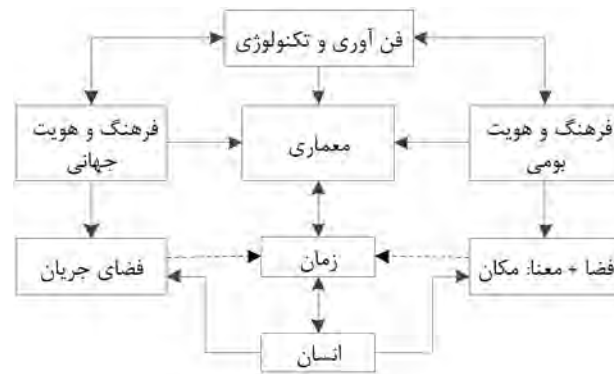 فن آوری و تکنولوژی
فرهنگ و هویت
بومی
معماری
فرهنگ و هویت
جهانی
فضا + معنا: مکان
زمان
فضای جریان
انسان